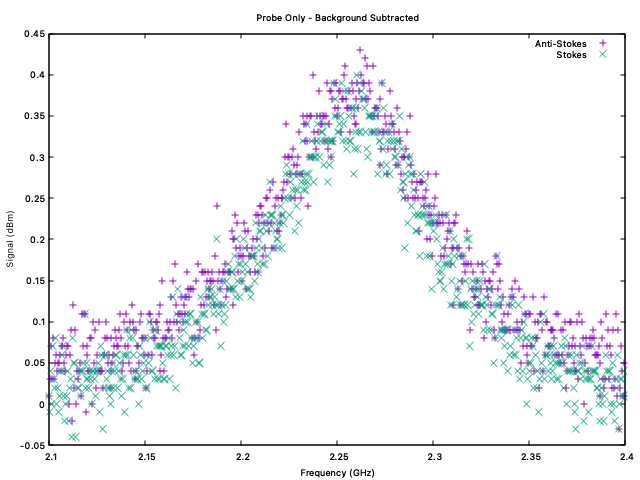 Probe Only - Background Subtracted
Anti-Stokes
Stokes
Signal (dBm)
0.45
0.4
0.35
0.3
0.25
0.2
0.15
0.1
0.05
0
-0.05
2.1 2.15 2.2 2.25 2.3 2.35 2.4
Frequency (GHz)